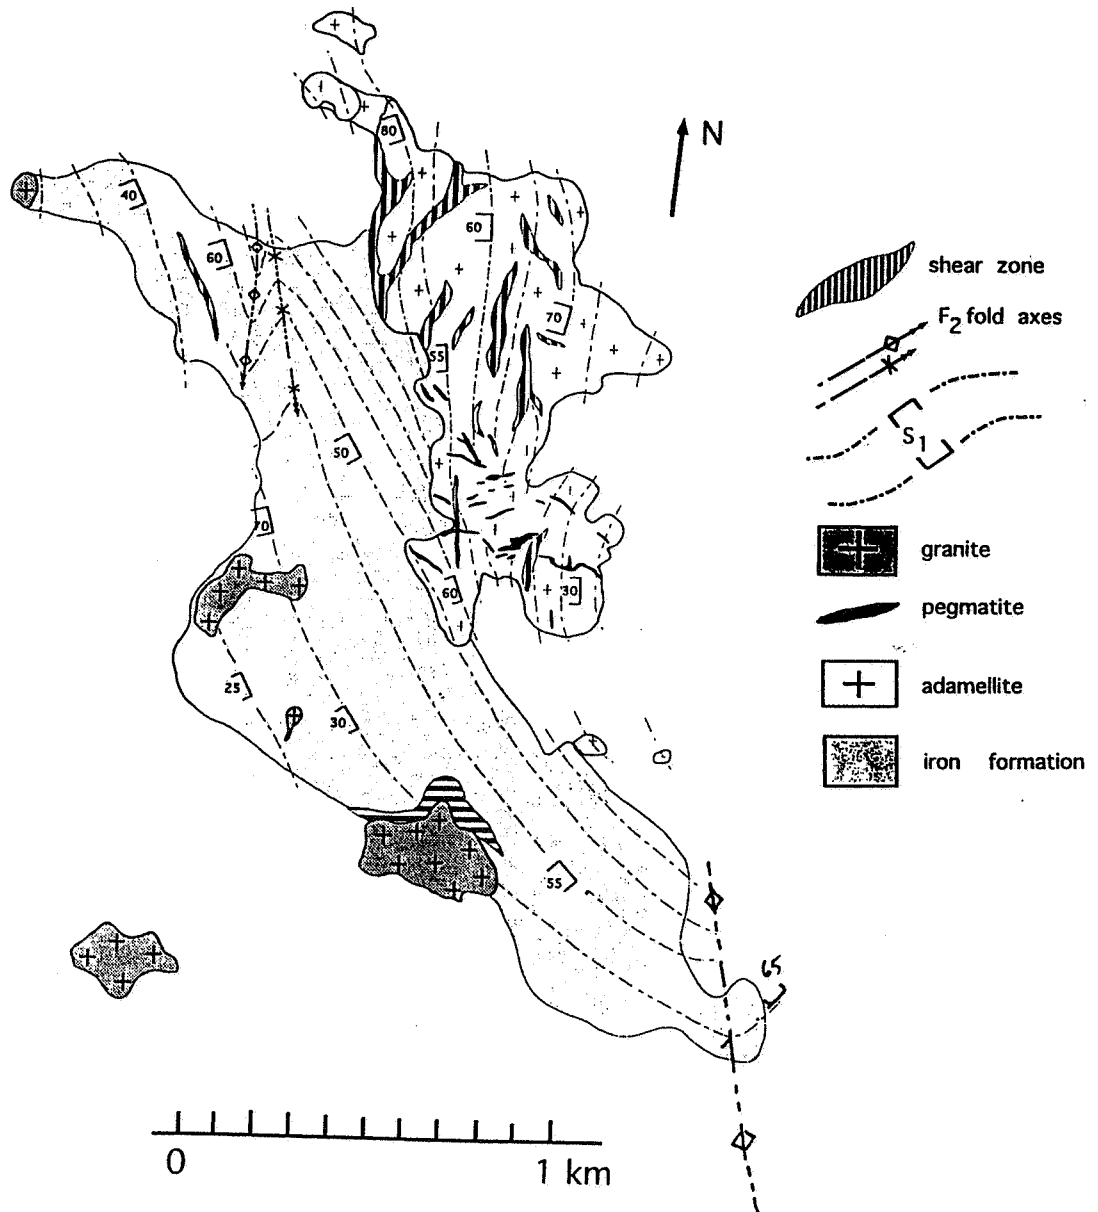 80
N
40
60
60
shear zone
F2 fold axes
70
55
S1
50
70
granite
60
30
pegmatite
25
30
adamellite
iron formation
55
65
0
1 km